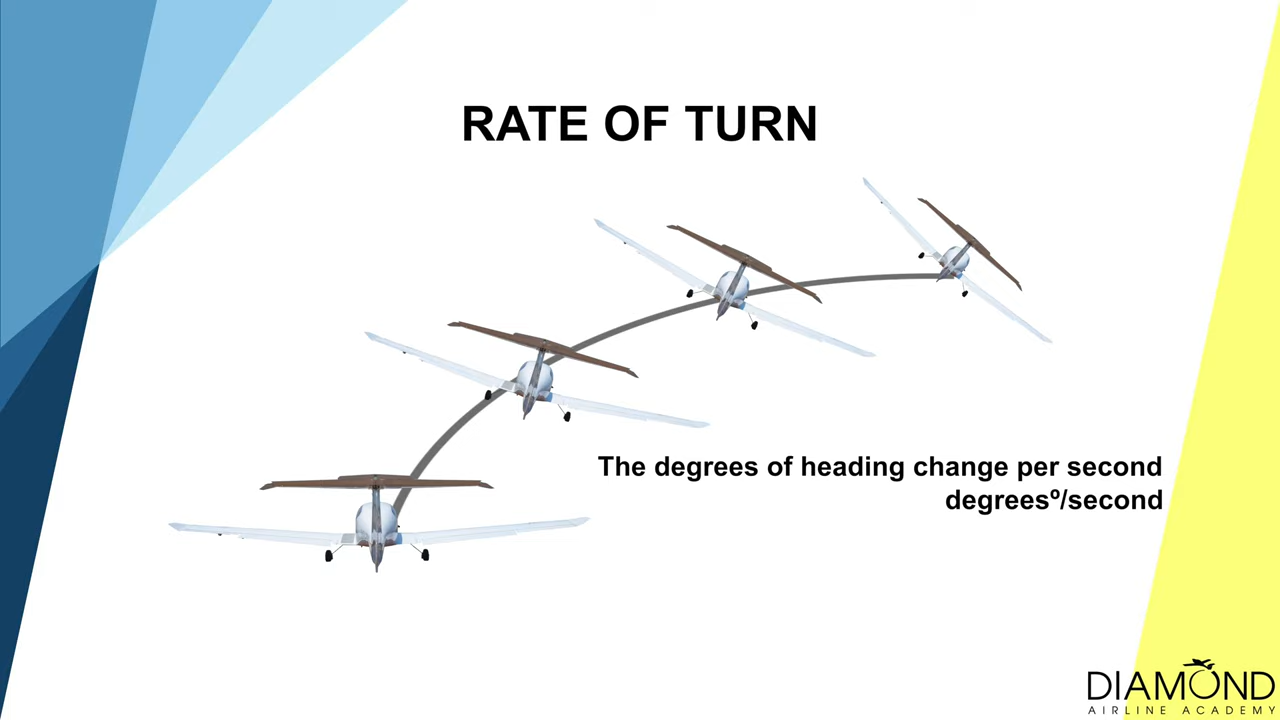 RATE OF TURN
The degrees of heading change per second
degreesº/second
DIAMOND
AIRLINE ACADEMY